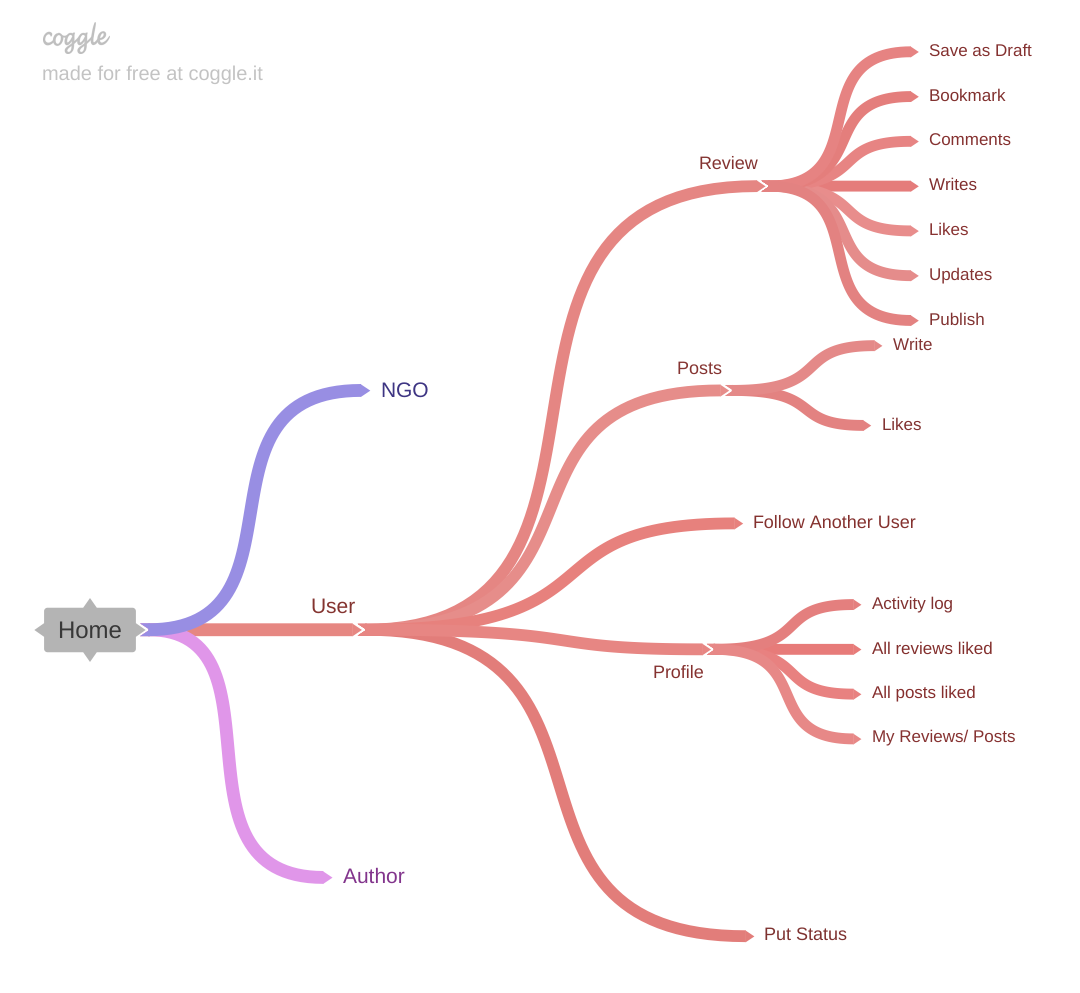 coggle
made for free at coggle.it
Save as Draft
Bookmark
Comments
Writes
Likes
Updates
Publish
Review
Write
Posts
Likes
NGO
Follow Another User
User
Home
Activity log
All reviews liked
Profile
All posts liked
My Reviews/ Posts
Author
Put Status